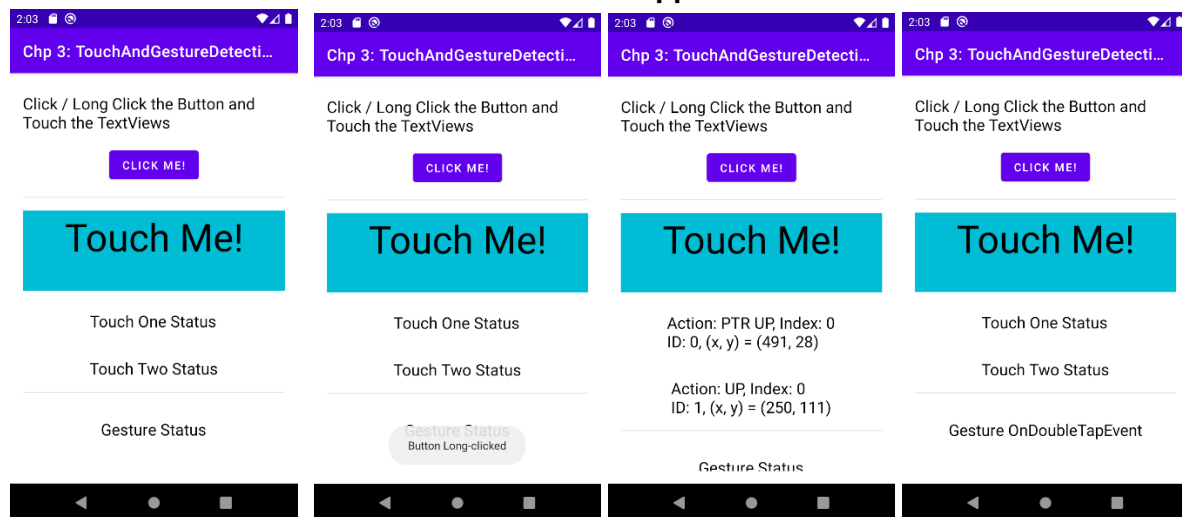 2:03
Chp 3: TouchAndGestureDetecti...
Click / Long Click the Button and
Touch the TextViews
CLICK ME!
Touch Me!
Touch One Status
Touch Two Status
Gesture Status
2:03
Chp 3: TouchAndGestureDetecti...
Click / Long Click the Button and
Touch the TextViews
CLICK ME!
Touch Me!
Touch One Status
Touch Two Status
Gesture Status
Button Long-clicked
2:03
Chp 3: TouchAndGestureDetecti...
Click / Long Click the Button and
Touch the TextViews
CLICK ME!
Touch Me!
Action: PTR UP, Index: 0
ID: 0, (x, y) = (491, 28)
Action: UP, Index: 0
ID: 1, (x, y) = (250, 111)
Gesture Status
2:03
Chp 3: TouchAndGestureDetecti...
Click / Long Click the Button and
Touch the TextViews
CLICK ME!
Touch Me!
Touch One Status
Touch Two Status
Gesture OnDoubleTapEvent